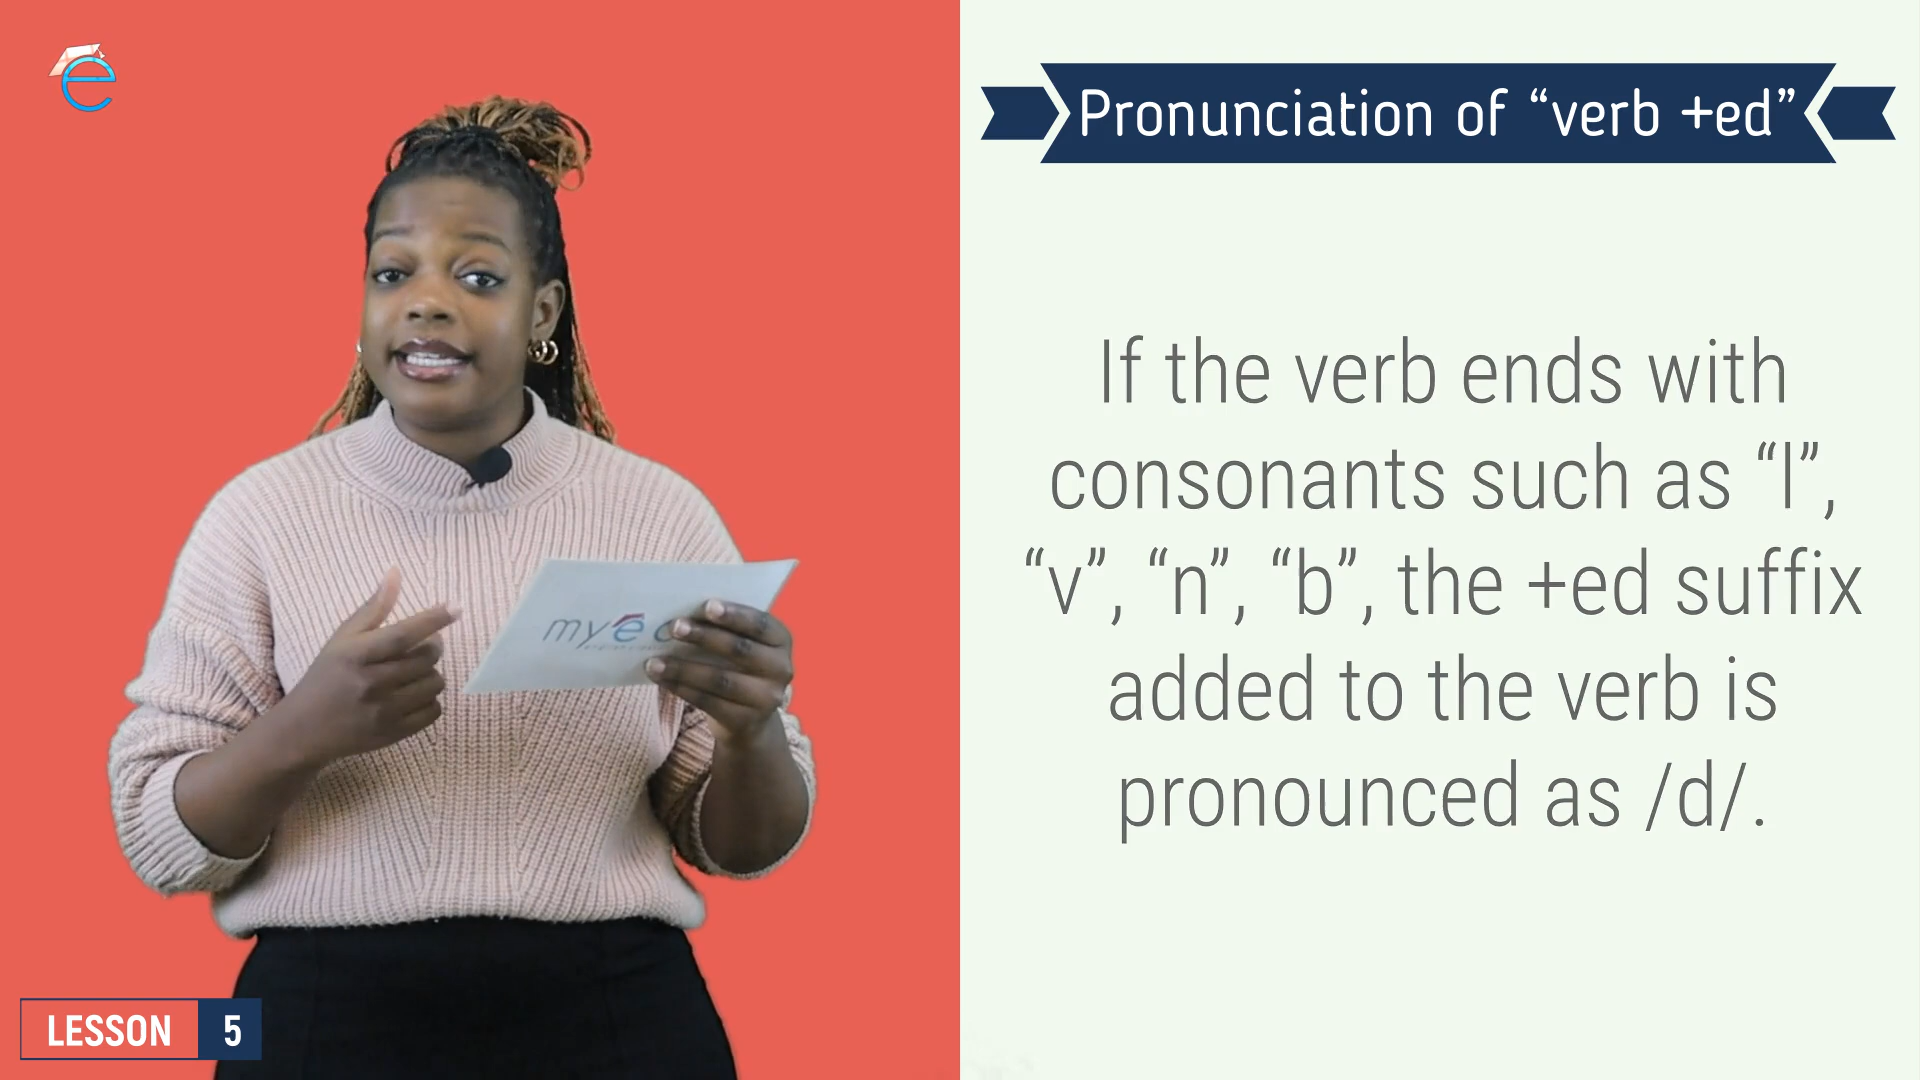 Pronunciation of “verb +ed”
If the verb ends with
consonants such as “l”,
“v”, “n”, “b”, the +ed suffix
added to the verb is
pronounced as /d/.
my e
LESSON 5